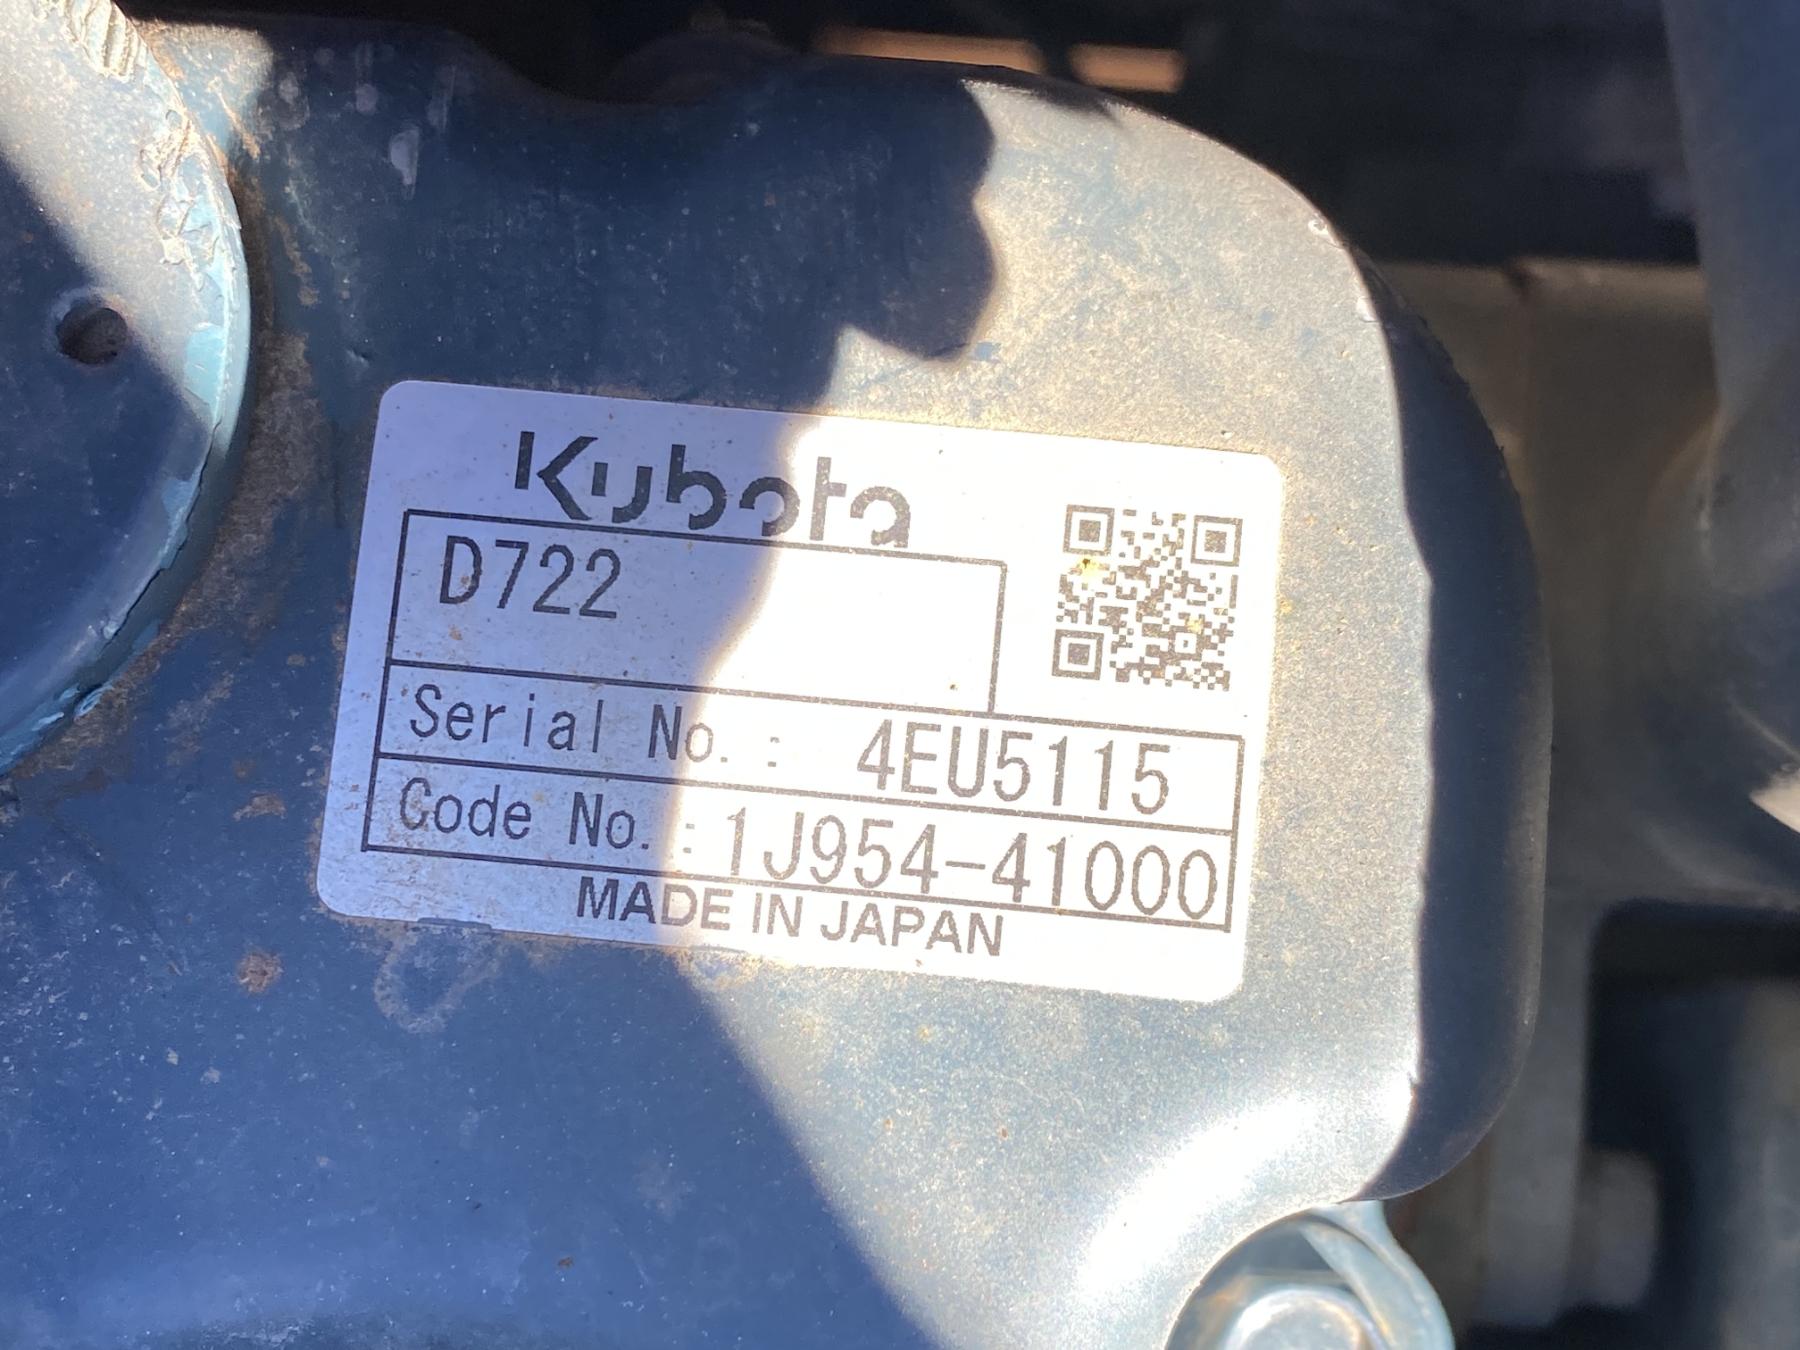 Kubota
D722
Serial No. : 4EU5115
Code No. : 1J954-41000
MADE IN JAPAN